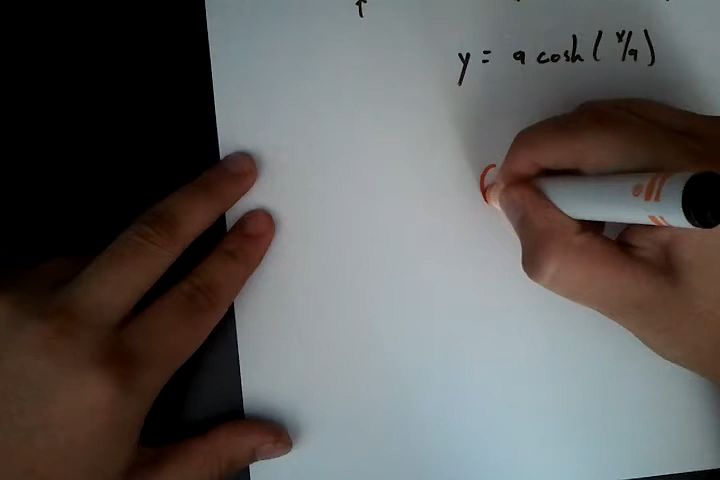 y = a cosh ( x/a )